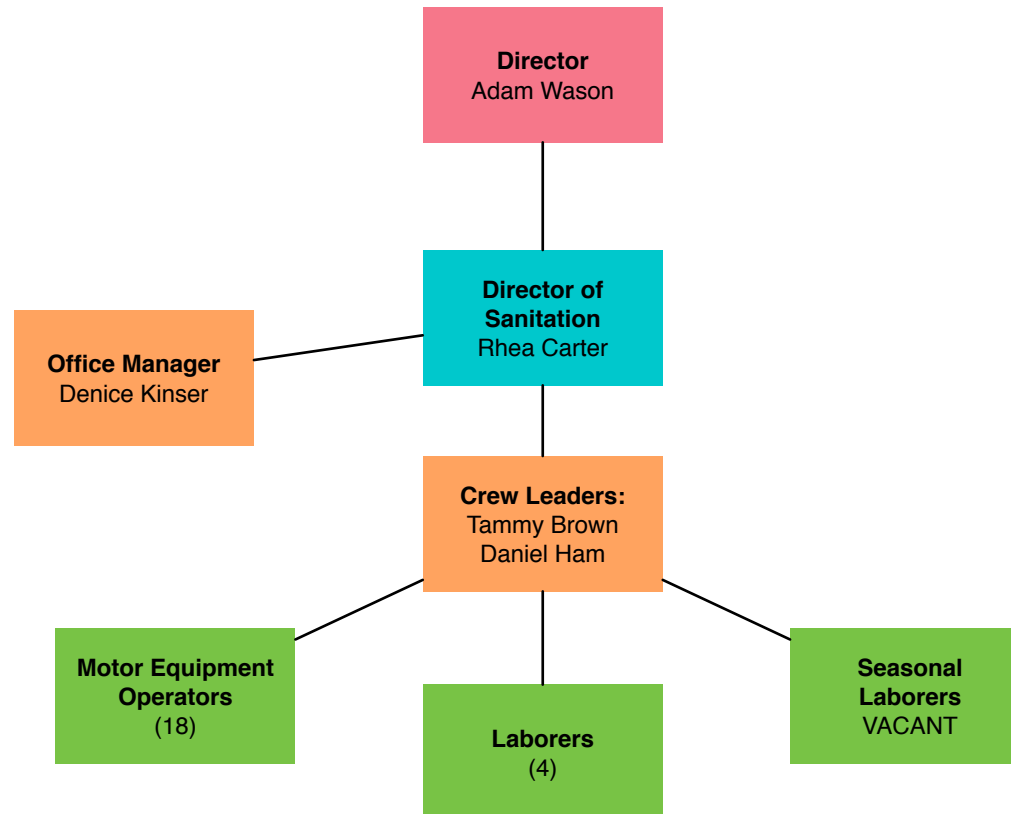 Director
Adam Wason
Director of
Sanitation
Rhea Carter
Office Manager
Denice Kinser
Crew Leaders:
Tammy Brown
Daniel Ham
Motor Equipment
Operators
(18)
Laborers
(4)
Seasonal
Laborers
VACANT